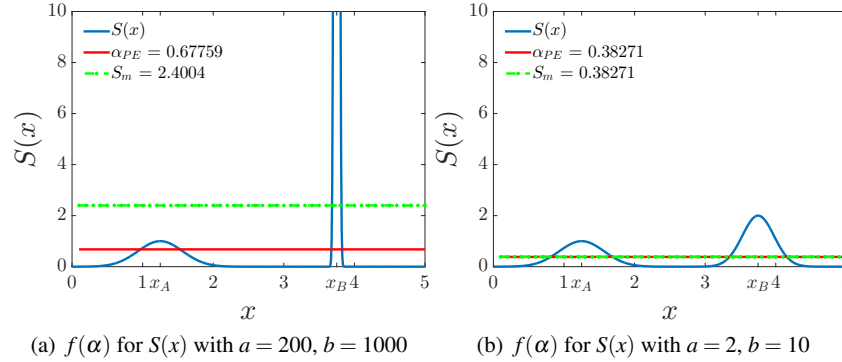 10
8
6
4
2
0
S(x)
S(x)
α_PE = 0.67759
S_m = 2.4004
0 1 x_A 2 3 x_B 4 5
x
(a) f(α) for S(x) with a = 200, b = 1000
10
8
6
4
2
0
S(x)
S(x)
α_PE = 0.38271
S_m = 0.38271
0 1 x_A 2 3 x_B 4
x
(b) f(α) for S(x) with a = 2, b = 10